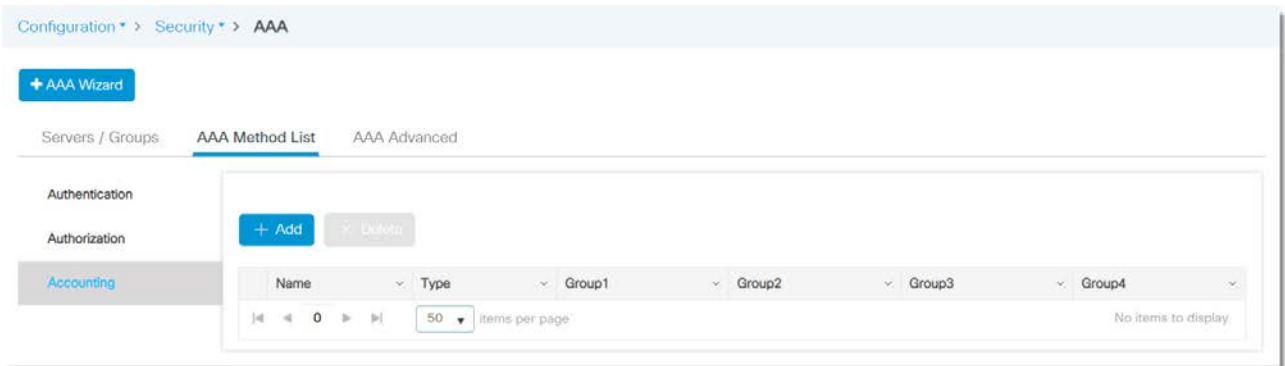 Configuration > Security > AAA
+ AAA Wizard
Servers / Groups AAA Method List AAA Advanced
Authentication
Authorization
Accounting
+ Add × Delete
Name Type Group1 Group2 Group3 Group4
0 50 items per page No items to display